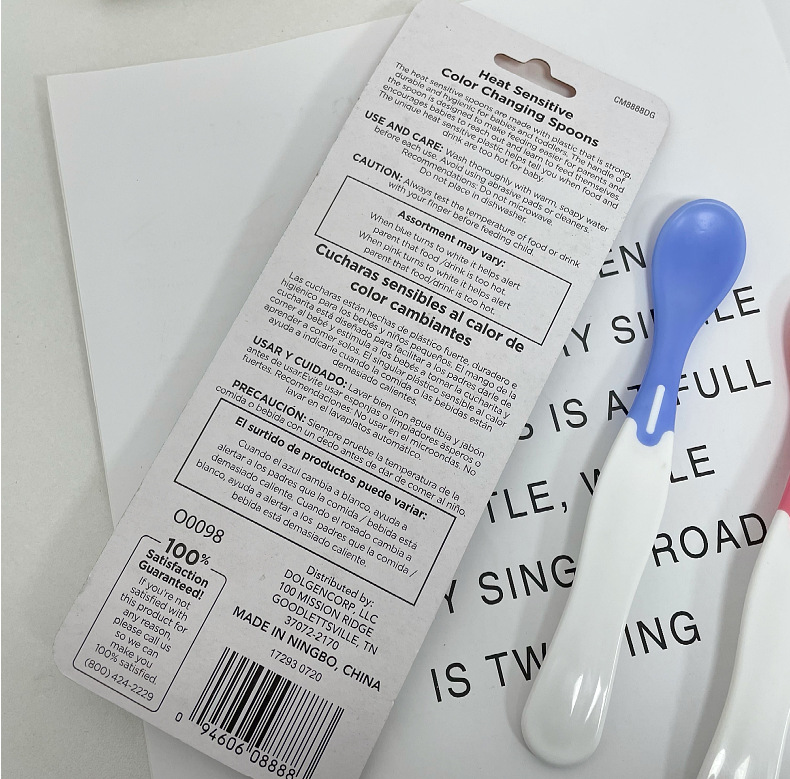 CM8888DG
Heat Sensitive
Color Changing Spoons
The heat sensitive spoons are made with plastic that is strong,
durable and hygienic for babies and toddlers. The handle of
the spoon is designed to make feeding easier for parents and
encourages babies to reach out and learn to feed themselves.
The unique heat sensitive plastic helps tell you when food and
drink are too hot for baby.
USE AND CARE: Wash thoroughly with warm, soapy water
before each use. Avoid using abrasive pads or cleaners.
Recommendations: Do not microwave.
Do not place in dishwasher.
CAUTION: Always test the temperature of food or drink
with your finger before feeding child.
Assortment may vary:
When blue turns to white it helps alert
parent that food /drink is too hot.
When pink turns to white it helps alert
parent that food/drink is too hot.
Cucharas sensibles al calor de
color cambiantes
Las cucharas están hechas de plástico fuerte, duradero e
higiénico para los bebés y niños pequeños. El mango de la
cucharita está diseñado para facilitar a los padres darle de
comer al bebé y estimula a los bebés a tomar la cucharita y
aprender a comer solos. El singular plástico sensible al calor
ayuda a indicarle cuando la comida o las bebidas están
demasiado calientes.
USAR Y CUIDADO: Lavar bien con agua tibia y jabón
antes de usar.Evite usar esponjas o limpiadores ásperos o
fuertes. Recomendaciones: No usar en el microondas. No
lavar en el lavaplatos automático.
PRECAUCIÓN: Siempre pruebe la temperatura de la
comida o bebida con un dedo antes de dar de comer al niño.
El surtido de productos puede variar:
Cuando el azul cambia a blanco, ayuda a
alertar a los padres que la comida / bebida está
demasiado caliente. Cuando el rosado cambia a
blanco, ayuda a alertar a los padres que la comida /
bebida está demasiado caliente.
O0098
100%
Satisfaction
Guaranteed!
If you're not
satisfied with
this product for
any reason,
please call us
so we can
make you
100% satisfied.
(800) 424-2229
Distributed by:
DOLGENCORP, LLC
100 MISSION RIDGE
GOODLETTSVILLE, TN
37072-2170
MADE IN NINGBO, CHINA
17293 0720
0 94606 08888
EN
Y SI LE
S IS A FULL
TLE, W LE
Y SING ROAD
IS TW ING